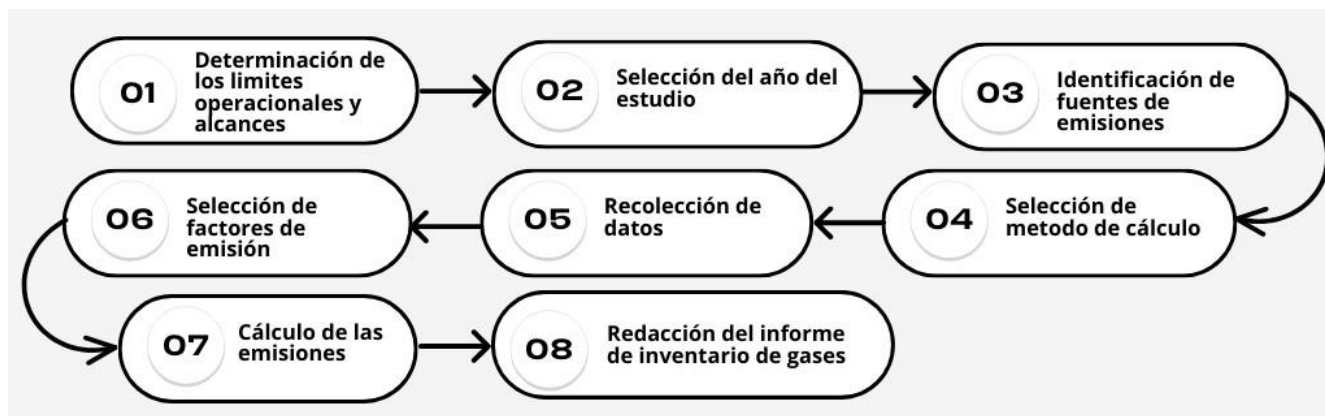 01
Determinación de
los limites
operacionales y
alcances
02
Selección del año del
estudio
03
Identificación de
fuentes de
emisiones
04
Selección de
metodo de cálculo
05
Recolección de
datos
06
Selección de
factores de
emisión
07
Cálculo de las
emisiones
08
Redacción del informe
de inventario de gases